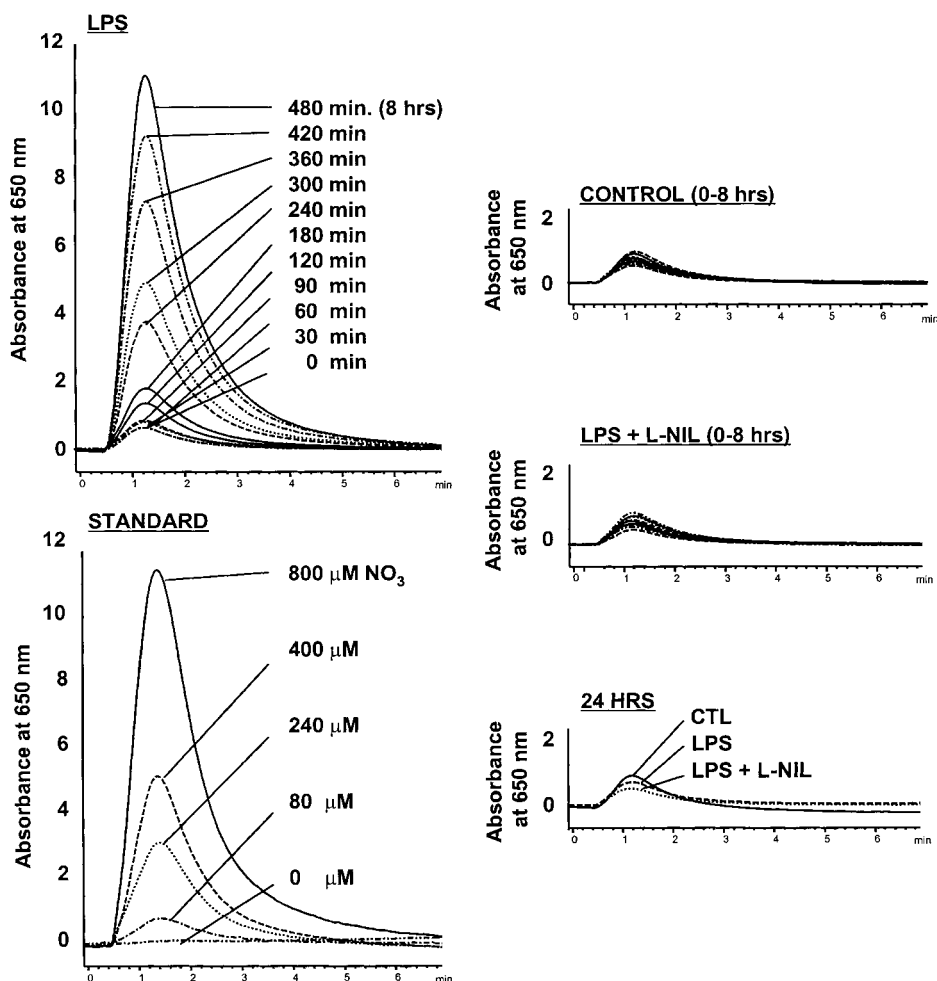 LPS
12
10
8
6
4
2
0
Absorbance at 650 nm
480 min. (8 hrs)
420 min
360 min
300 min
240 min
180 min
120 min
90 min
60 min
30 min
0 min
0 1 2 3 4 5 6 min
STANDARD
12
10
8
6
4
2
0
Absorbance at 650 nm
800 μM NO3
400 μM
240 μM
80 μM
0 μM
0 1 2 3 4 5 6 min
CONTROL (0-8 hrs)
2
0
Absorbance
at 650 nm
0 1 2 3 4 5 6 min
LPS + L-NIL (0-8 hrs)
2
0
Absorbance
at 650 nm
0 1 2 3 4 5 6 min
24 HRS
2
0
Absorbance
at 650 nm
CTL
LPS
LPS + L-NIL
0 1 2 3 4 5 6 min